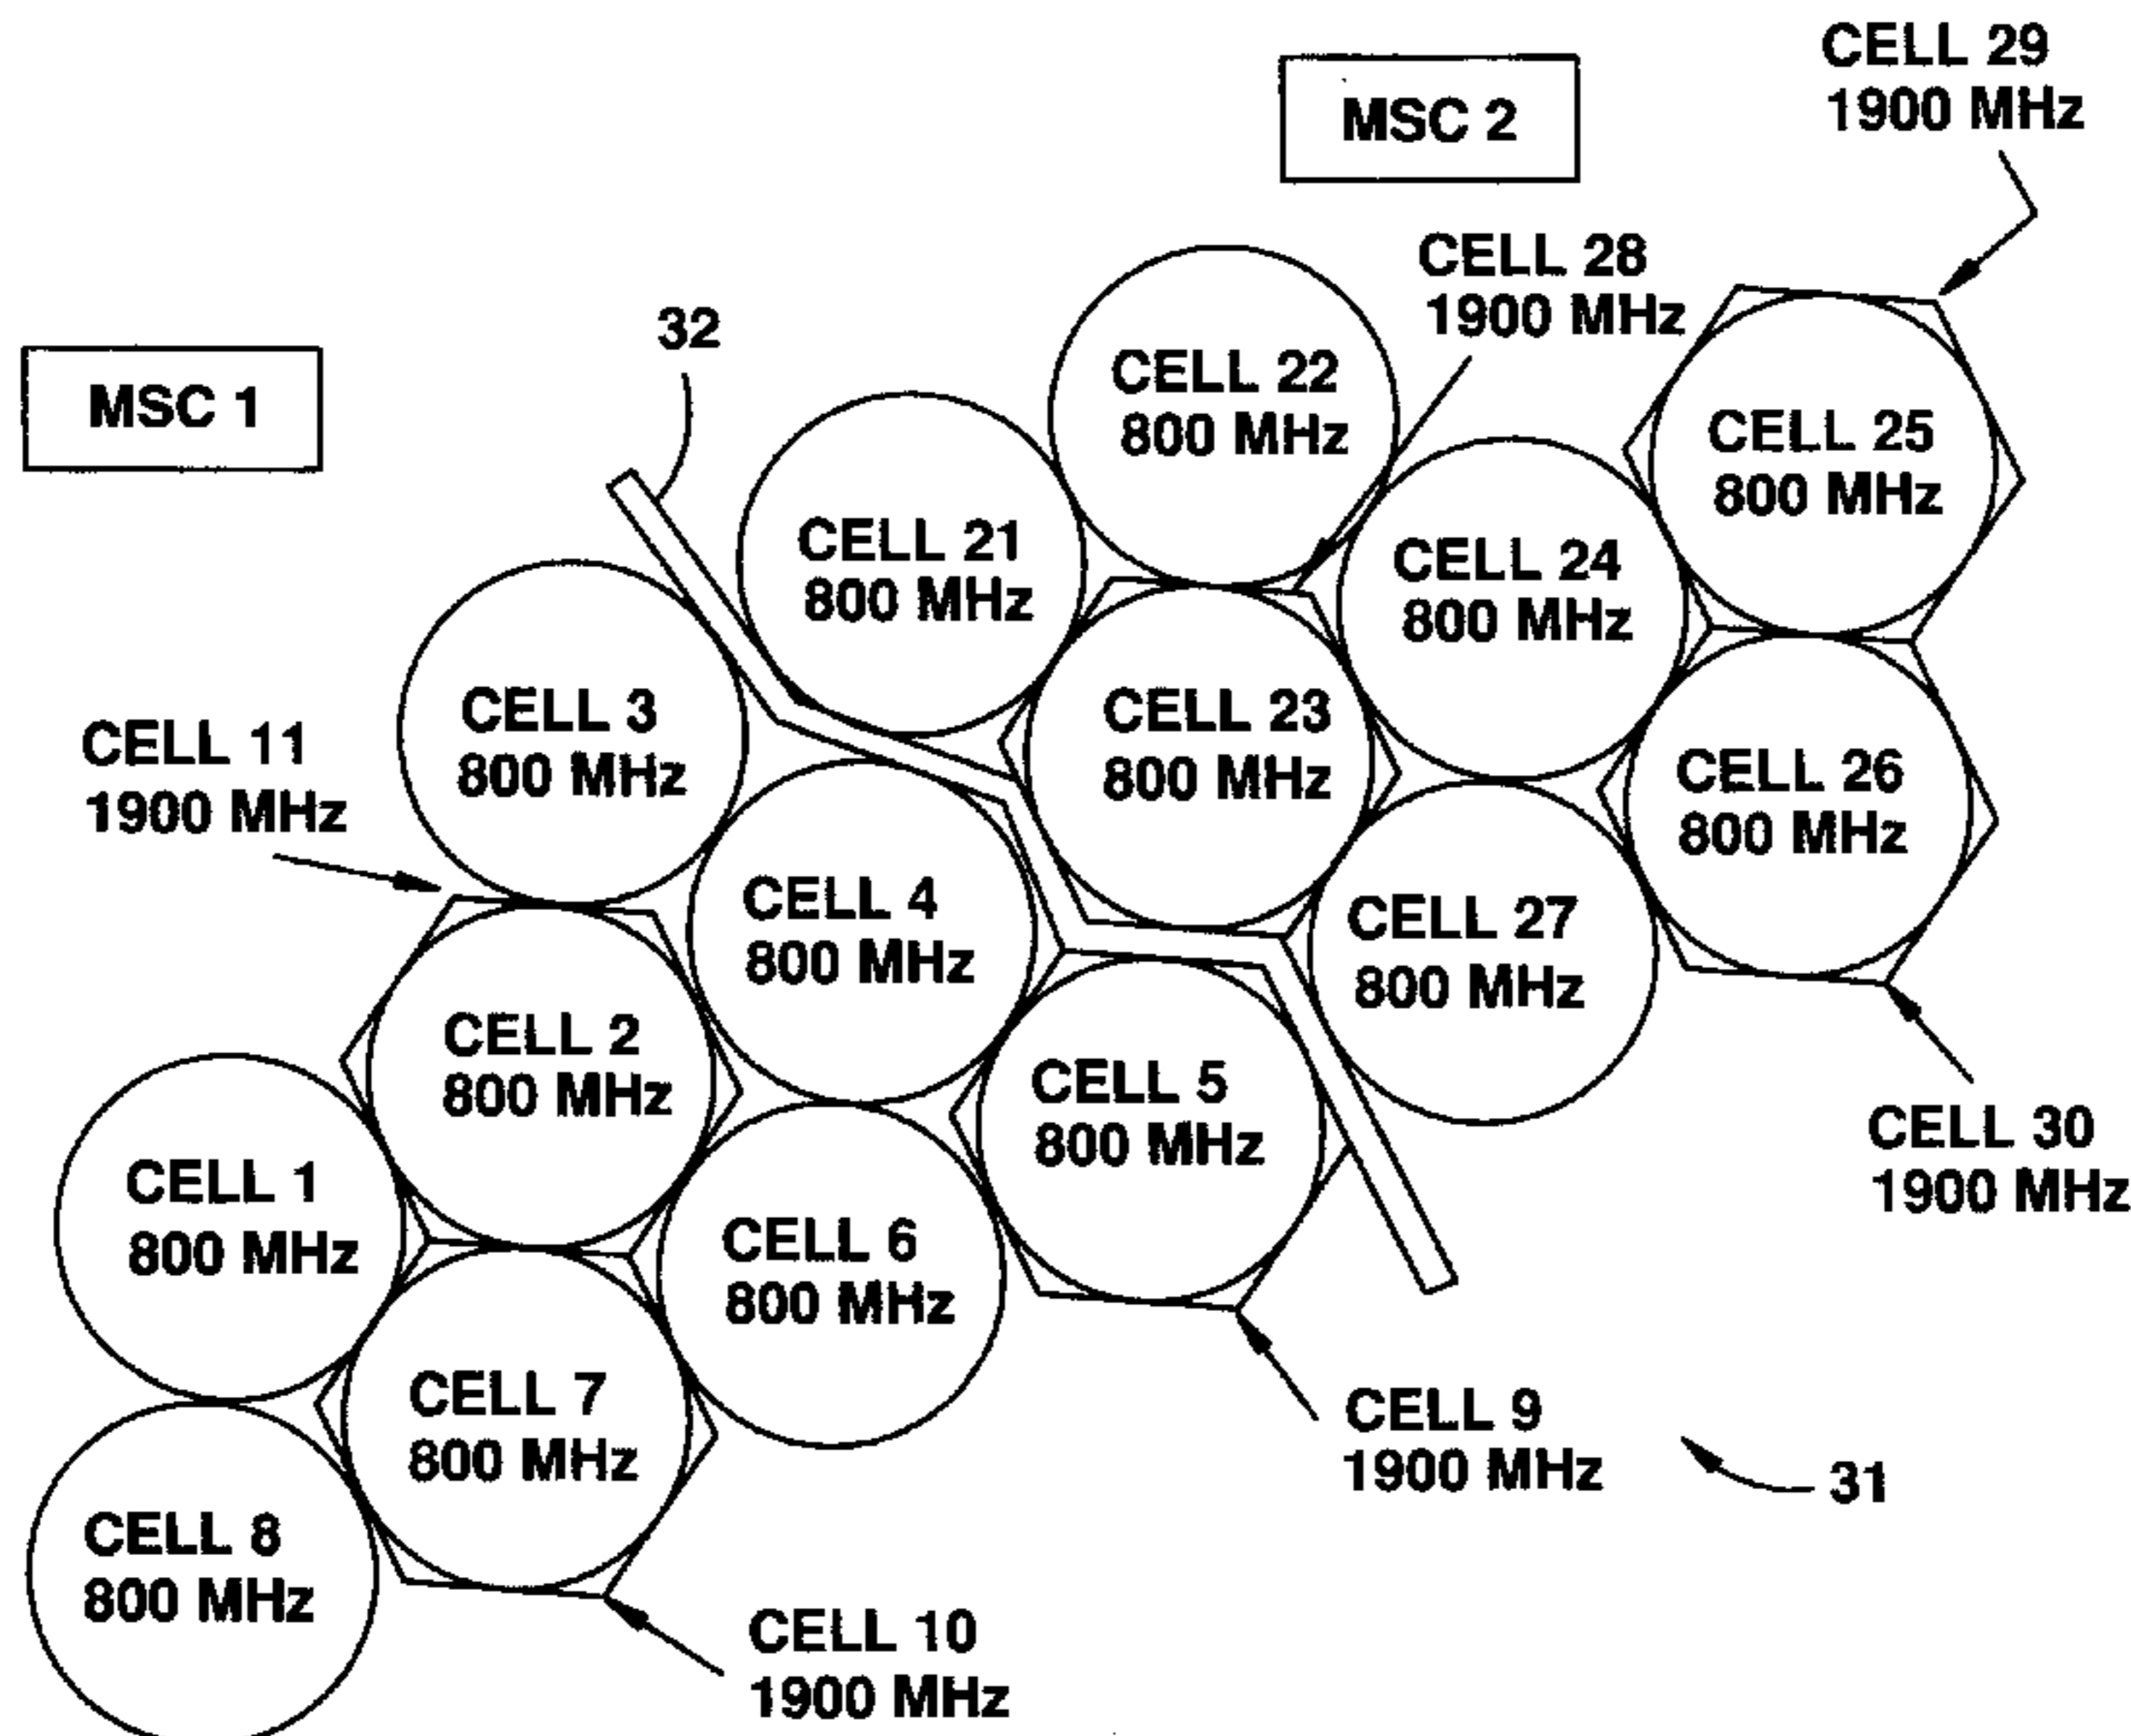 CELL 29
1900 MHz
MSC 2
CELL 28
1900 MHz
32
MSC 1
CELL 22
800 MHz
CELL 25
800 MHz
CELL 21
800 MHz
CELL 24
800 MHz
CELL 3
800 MHz
CELL 23
800 MHz
CELL 11
1900 MHz
CELL 26
800 MHz
CELL 4
800 MHz
CELL 27
800 MHz
CELL 2
800 MHz
CELL 5
800 MHz
CELL 30
1900 MHz
CELL 1
800 MHz
CELL 6
800 MHz
CELL 7
800 MHz
CELL 9
1900 MHz
31
CELL 8
800 MHz
CELL 10
1900 MHz